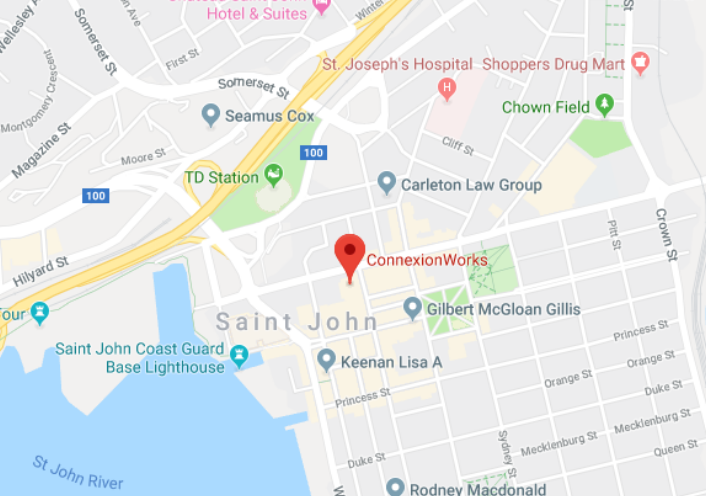 Hotel & Suites
Wellesley
Somerset St
First St
St. Joseph's Hospital
Shoppers Drug Mart
Somerset St
Montgomery Crescent
Magazine St
Seamus Cox
Chown Field
Cliff St
Moore St
100
TD Station
Carleton Law Group
100
Pitt St
Crown St
Hilyard St
ConnexionWorks
Gilbert McGloan Gillis
Saint John
Tour
Saint John Coast Guard
Base Lighthouse
Keenan Lisa A
Princess St
Orange St
Princess St
Duke St
Mecklenburg St
Sydney St
Mecklenburg St
Queen St
Duke St
St John River
Rodney Macdonald